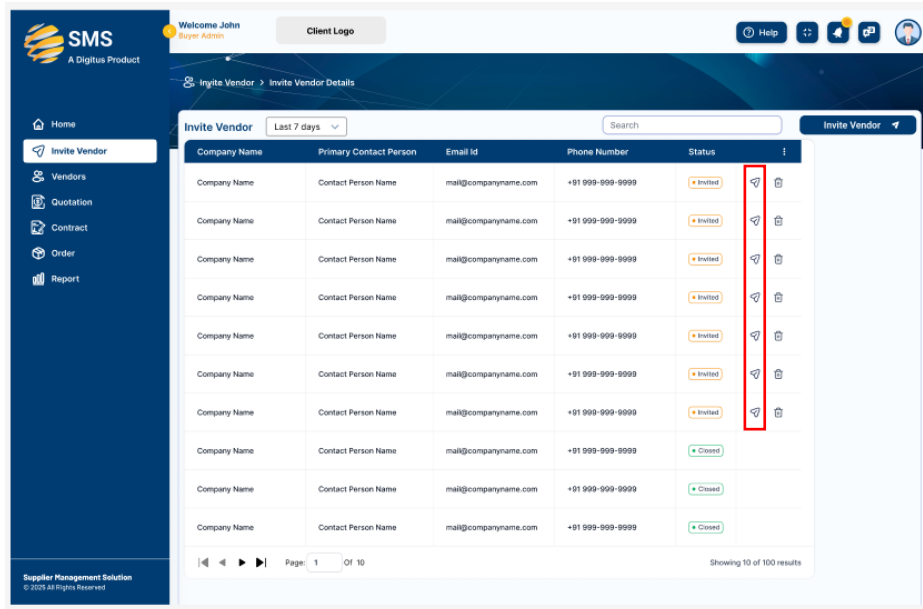 SMS
A Digitus Product
Welcome John
Buyer Admin
Client Logo
Help
Invite Vendor > Invite Vendor Details
Home
Invite Vendor
Vendors
Quotation
Contract
Order
Report
Invite Vendor Last 7 days Search Invite Vendor
Company Name Primary Contact Person Email Id Phone Number Status
Company Name Contact Person Name mail@companyname.com +91 999-999-9999 Invited
Company Name Contact Person Name mail@companyname.com +91 999-999-9999 Invited
Company Name Contact Person Name mail@companyname.com +91 999-999-9999 Invited
Company Name Contact Person Name mail@companyname.com +91 999-999-9999 Invited
Company Name Contact Person Name mail@companyname.com +91 999-999-9999 Invited
Company Name Contact Person Name mail@companyname.com +91 999-999-9999 Invited
Company Name Contact Person Name mail@companyname.com +91 999-999-9999 Invited
Company Name Contact Person Name mail@companyname.com +91 999-999-9999 Closed
Company Name Contact Person Name mail@companyname.com +91 999-999-9999 Closed
Company Name Contact Person Name mail@companyname.com +91 999-999-9999 Closed
Page: 1 Of 10 Showing 10 of 100 results
Supplier Management Solution
© 2025 All Rights Reserved